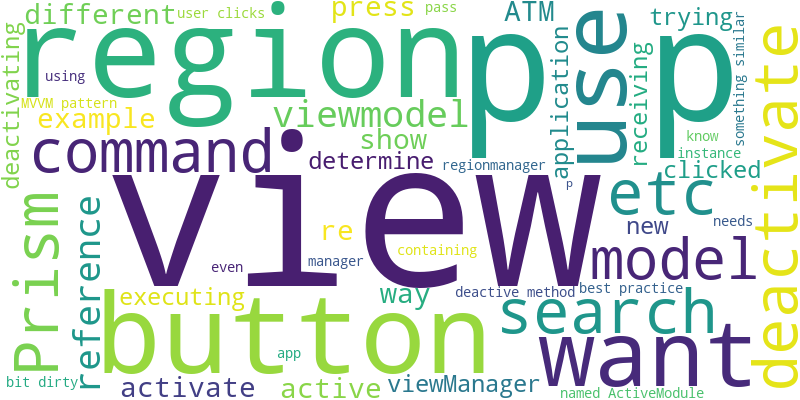 different
user clicks
press
pass
ATM
trying
region
p p
use
deactivate
deactivating
using
MVVM pattern
example
viewmodel
show
application
receiving
something similar
know
instance
command
determine
regionmanager
clicked
view
p
etc
Prism
reference
re
containing
new
needs
even
manager
model
executing
way
deactive method
best practice
button
search
want
app
bit dirty
activate
active
viewManager
named ActiveModule